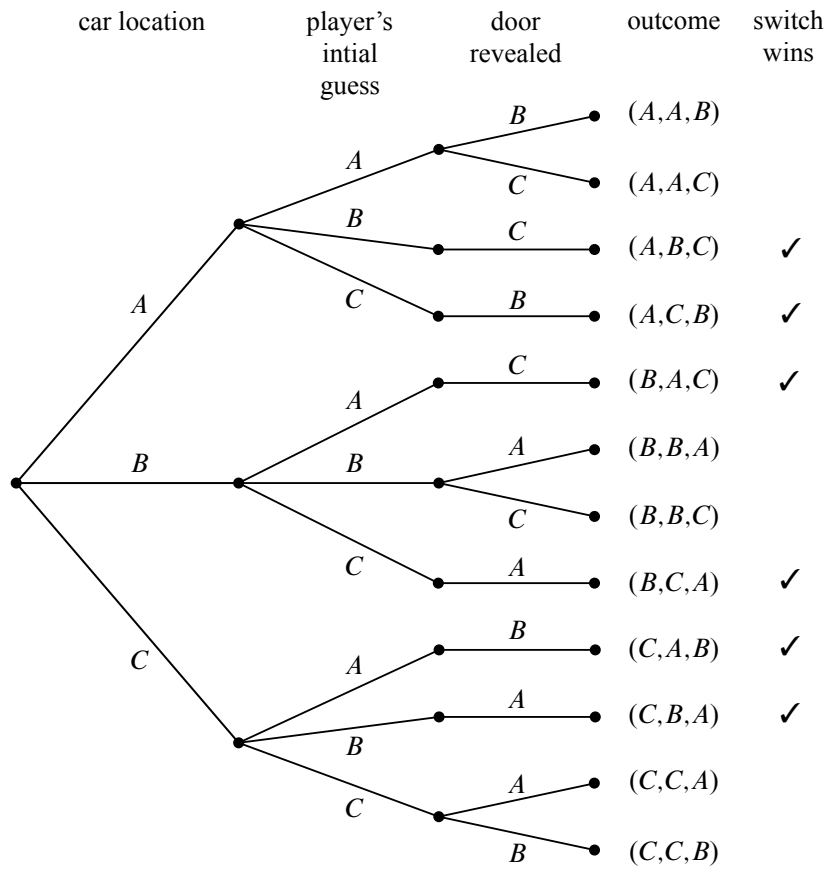 car location
player's
intial
guess
door
revealed
outcome
switch
wins
B
(A,A,B)
A
C
(A,A,C)
B
C
(A,B,C) ✓
A
C
B
(A,C,B) ✓
C
(B,A,C) ✓
A
A
(B,B,A)
B
B
C
(B,B,C)
C
A
(B,C,A) ✓
B
(C,A,B) ✓
C
A
A
(C,B,A) ✓
B
A
(C,C,A)
C
B
(C,C,B)